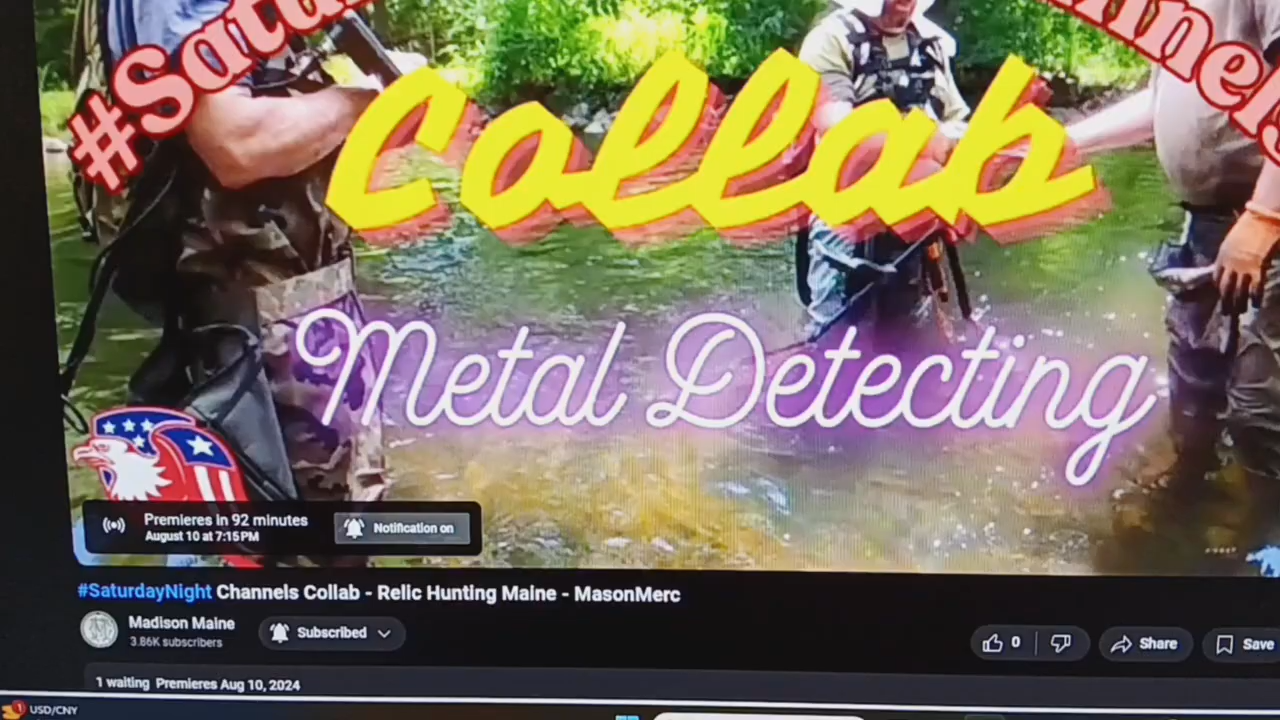 #Satu
nnels
Collab
Metal Detecting
Premieres in 92 minutes
August 10 at 7:15 PM
Notification on
#SaturdayNight Channels Collab - Relic Hunting Maine - MasonMerc
Madison Maine
3.86K subscribers
Subscribed
0
Share
Save
1 waiting Premieres Aug 10, 2024
1
USD/CNY